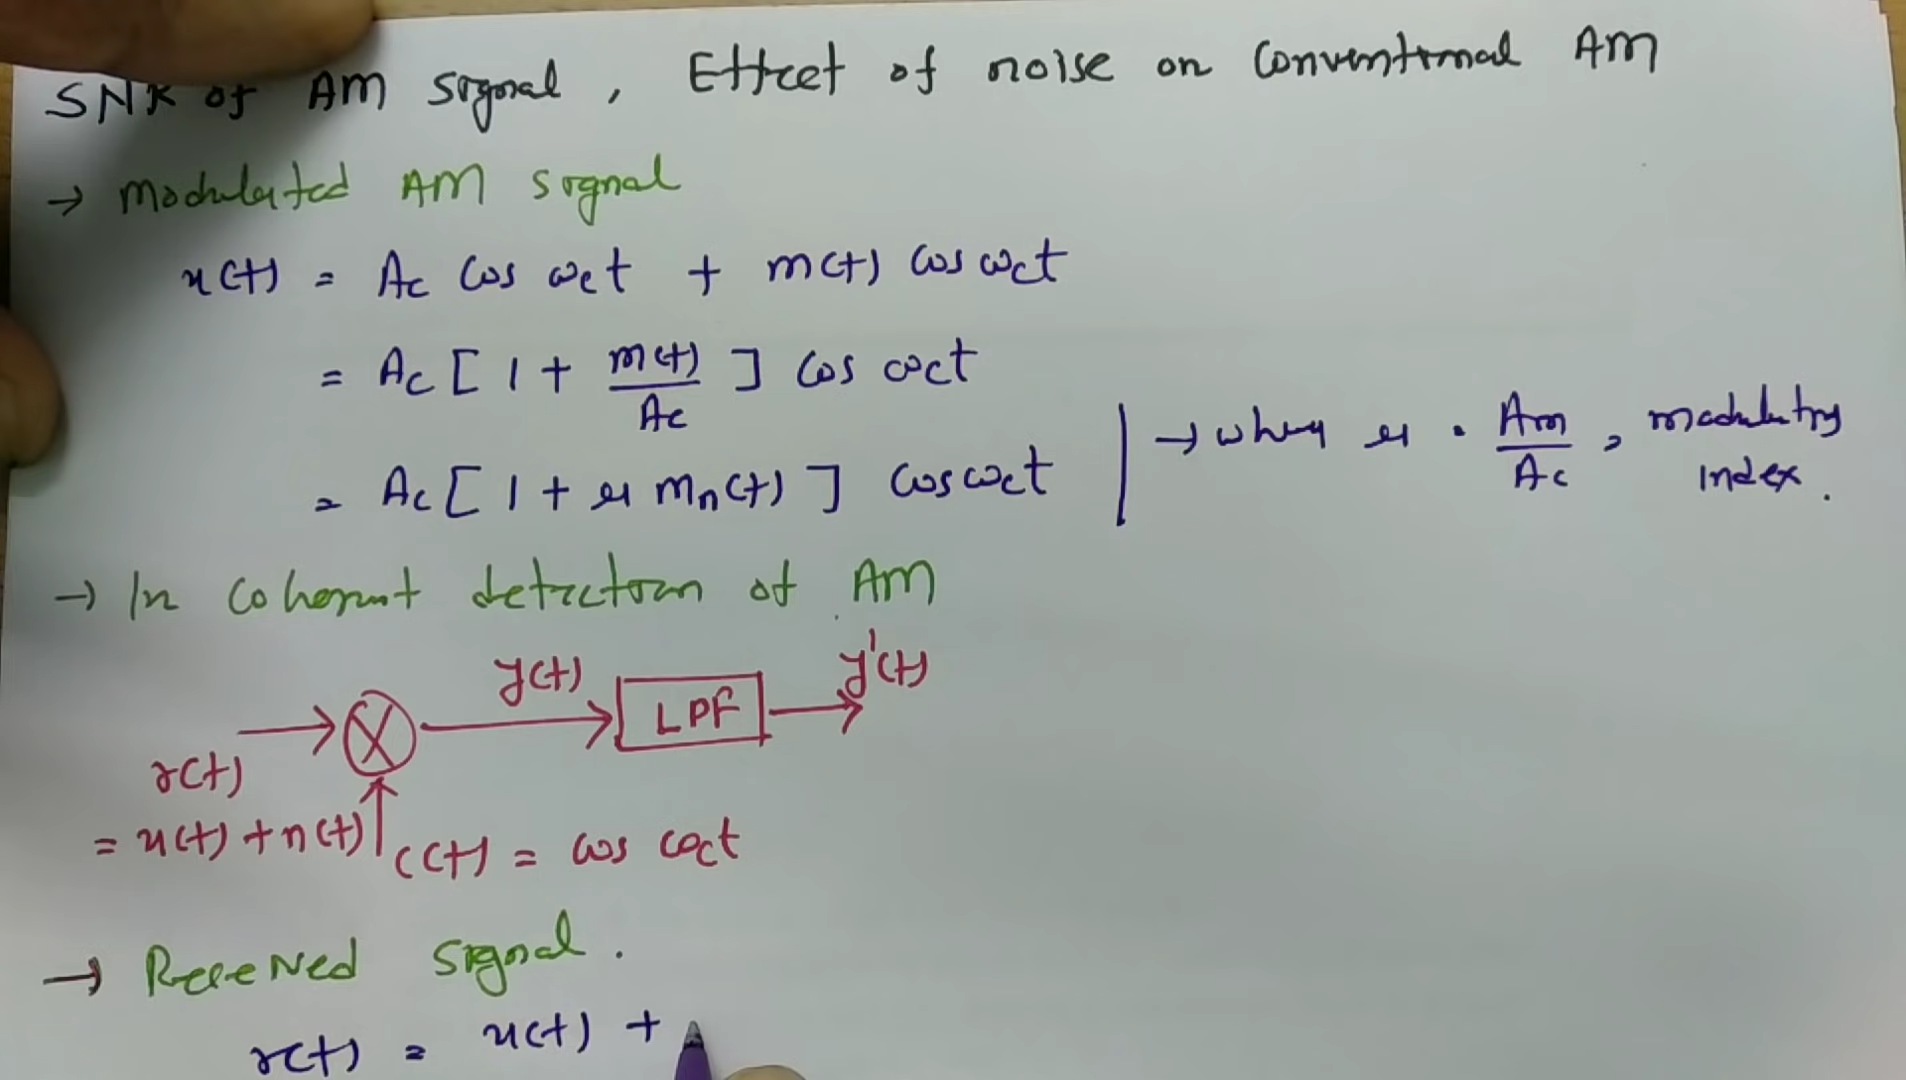 SNR of AM signal, Effect of noise on conventional AM
→ Modulated AM signal
x(t) = Ac cos ωct + m(t) cos ωct
= Ac [ 1 + m(t)/Ac ] cos ωct
= Ac [ 1 + μ mn(t) ] cos ωct | → when μ = Am/Ac, modulating index.
→ In coherent detection of AM
y(t) LPF y'(t)
r(t)
= x(t) + n(t) c(t) = cos ωct
→ Received signal.
r(t) = x(t) +